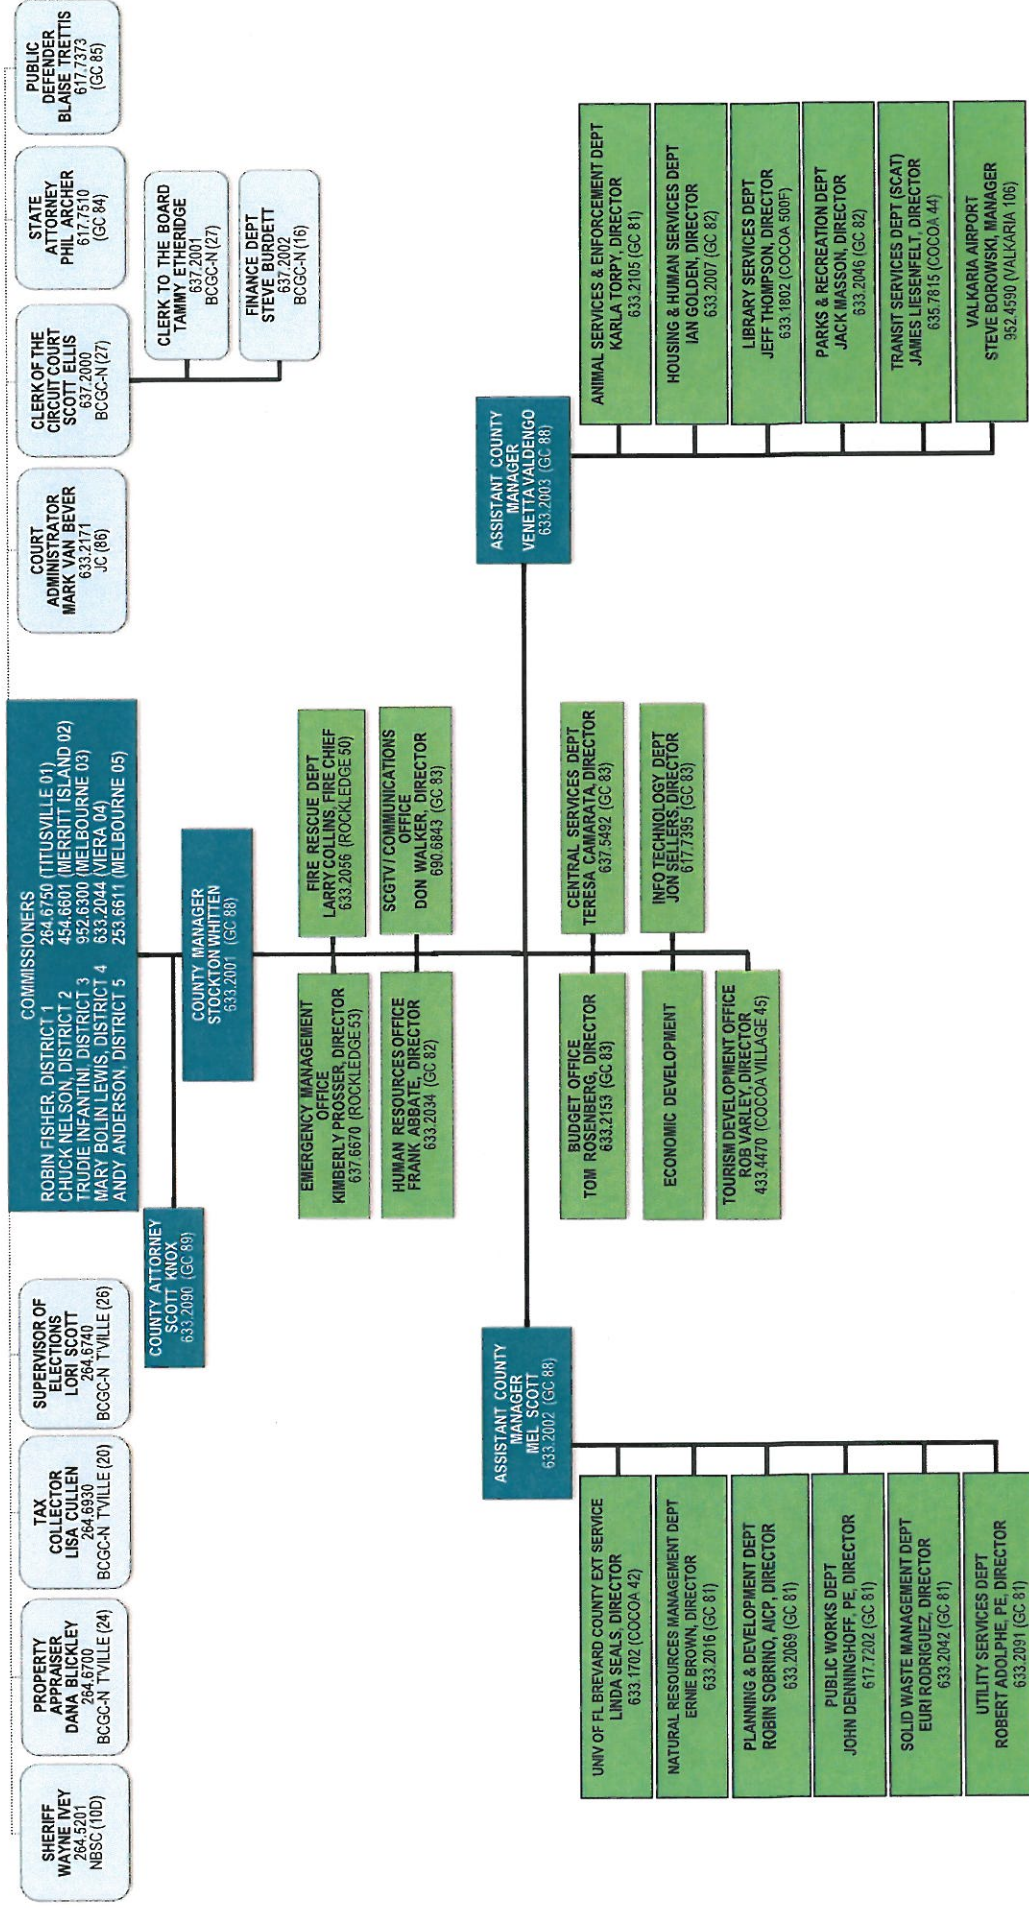 SHERIFF
WAYNE IVEY
264.5201
NBSC (10D)
PROPERTY
APPRAISER
DANA BLICKLEY
264.6700
BCGC-N T'VILLE (24)
TAX
COLLECTOR
LISA CULLEN
264.6930
BCGC-N T'VILLE (20)
SUPERVISOR OF
ELECTIONS
LORI SCOTT
264.6740
BCGC-N T'VILLE (26)
COMMISSIONERS
ROBIN FISHER, DISTRICT 1 264.6750 (TITUSVILLE 01)
CHUCK NELSON, DISTRICT 2 454.6601 (MERRITT ISLAND 02)
TRUDIE INFANTINI, DISTRICT 3 952.6300 (MELBOURNE 03)
MARY BOLIN LEWIS, DISTRICT 4 633.2044 (VIERA 04)
ANDY ANDERSON, DISTRICT 5 253.6611 (MELBOURNE 05)
COURT
ADMINISTRATOR
MARK VAN BEVER
633.2171
JC (86)
CLERK OF THE
CIRCUIT COURT
SCOTT ELLIS
637.2000
BCGC-N (27)
STATE
ATTORNEY
PHIL ARCHER
617.7510
(GC 84)
PUBLIC
DEFENDER
BLAISE TRETTIS
617.7373
(GC 85)
CLERK TO THE BOARD
TAMMY ETHERIDGE
637.2001
BCGC-N (27)
FINANCE DEPT
STEVE BURDETT
637.2002
BCGC-N (16)
COUNTY ATTORNEY
SCOTT KNOX
633.2090 (GC 89)
COUNTY MANAGER
STOCKTON WHITTEN
633.2001 (GC 88)
EMERGENCY MANAGEMENT
OFFICE
KIMBERLY PROSSER, DIRECTOR
637.6670 (ROCKLEDGE 53)
FIRE RESCUE DEPT
LARRY COLLINS, FIRE CHIEF
633.2056 (ROCKLEDGE 50)
HUMAN RESOURCES OFFICE
FRANK ABBATE, DIRECTOR
633.2034 (GC 82)
SCGTV / COMMUNICATIONS
OFFICE
DON WALKER, DIRECTOR
690.6843 (GC 83)
ASSISTANT COUNTY
MANAGER
MEL SCOTT
633.2002 (GC 88)
ASSISTANT COUNTY
MANAGER
VENETTA VALDENGO
633.2003 (GC 88)
BUDGET OFFICE
TOM ROSENBERG, DIRECTOR
633.2153 (GC 83)
CENTRAL SERVICES DEPT
TERESA CAMARATA, DIRECTOR
637.5492 (GC 83)
ECONOMIC DEVELOPMENT
INFO TECHNOLOGY DEPT
JON SELLERS, DIRECTOR
617.7395 (GC 83)
TOURISM DEVELOPMENT OFFICE
ROB VARLEY, DIRECTOR
433.4470 (COCOA VILLAGE 45)
UNIV OF FL BREVARD COUNTY EXT SERVICE
LINDA SEALS, DIRECTOR
633.1702 (COCOA 42)
NATURAL RESOURCES MANAGEMENT DEPT
ERNIE BROWN, DIRECTOR
633.2016 (GC 81)
PLANNING & DEVELOPMENT DEPT
ROBIN SOBRINO, AICP, DIRECTOR
633.2069 (GC 81)
PUBLIC WORKS DEPT
JOHN DENNINGHOFF, PE, DIRECTOR
617.7202 (GC 81)
SOLID WASTE MANAGEMENT DEPT
EURI RODRIGUEZ, DIRECTOR
633.2042 (GC 81)
UTILITY SERVICES DEPT
ROBERT ADOLPHE, PE, DIRECTOR
633.2091 (GC 81)
ANIMAL SERVICES & ENFORCEMENT DEPT
KARLA TORPY, DIRECTOR
633.2105 (GC 81)
HOUSING & HUMAN SERVICES DEPT
IAN GOLDEN, DIRECTOR
633.2007 (GC 82)
LIBRARY SERVICES DEPT
JEFF THOMPSON, DIRECTOR
633.1802 (COCOA 500F)
PARKS & RECREATION DEPT
JACK MASSON, DIRECTOR
633.2046 (GC 82)
TRANSIT SERVICES DEPT (SCAT)
JAMES LIESENFELT, DIRECTOR
635.7815 (COCOA 44)
VALKARIA AIRPORT
STEVE BOROWSKI, MANAGER
952.4590 (VALKARIA 106)